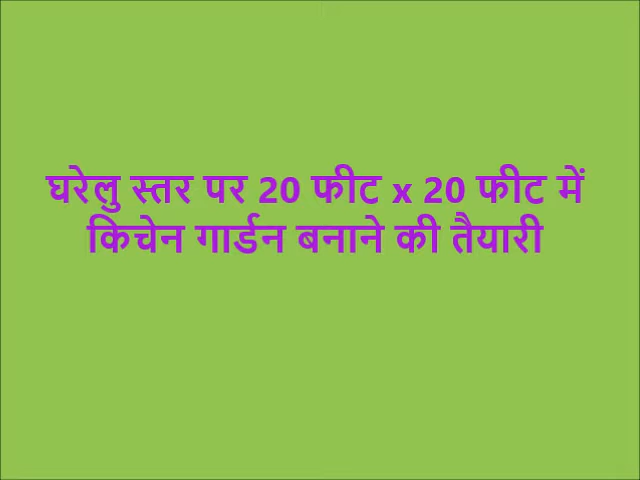 घरेलु स्तर पर 20 फीट x 20 फीट में
किचेन गार्डन बनाने की तैयारी